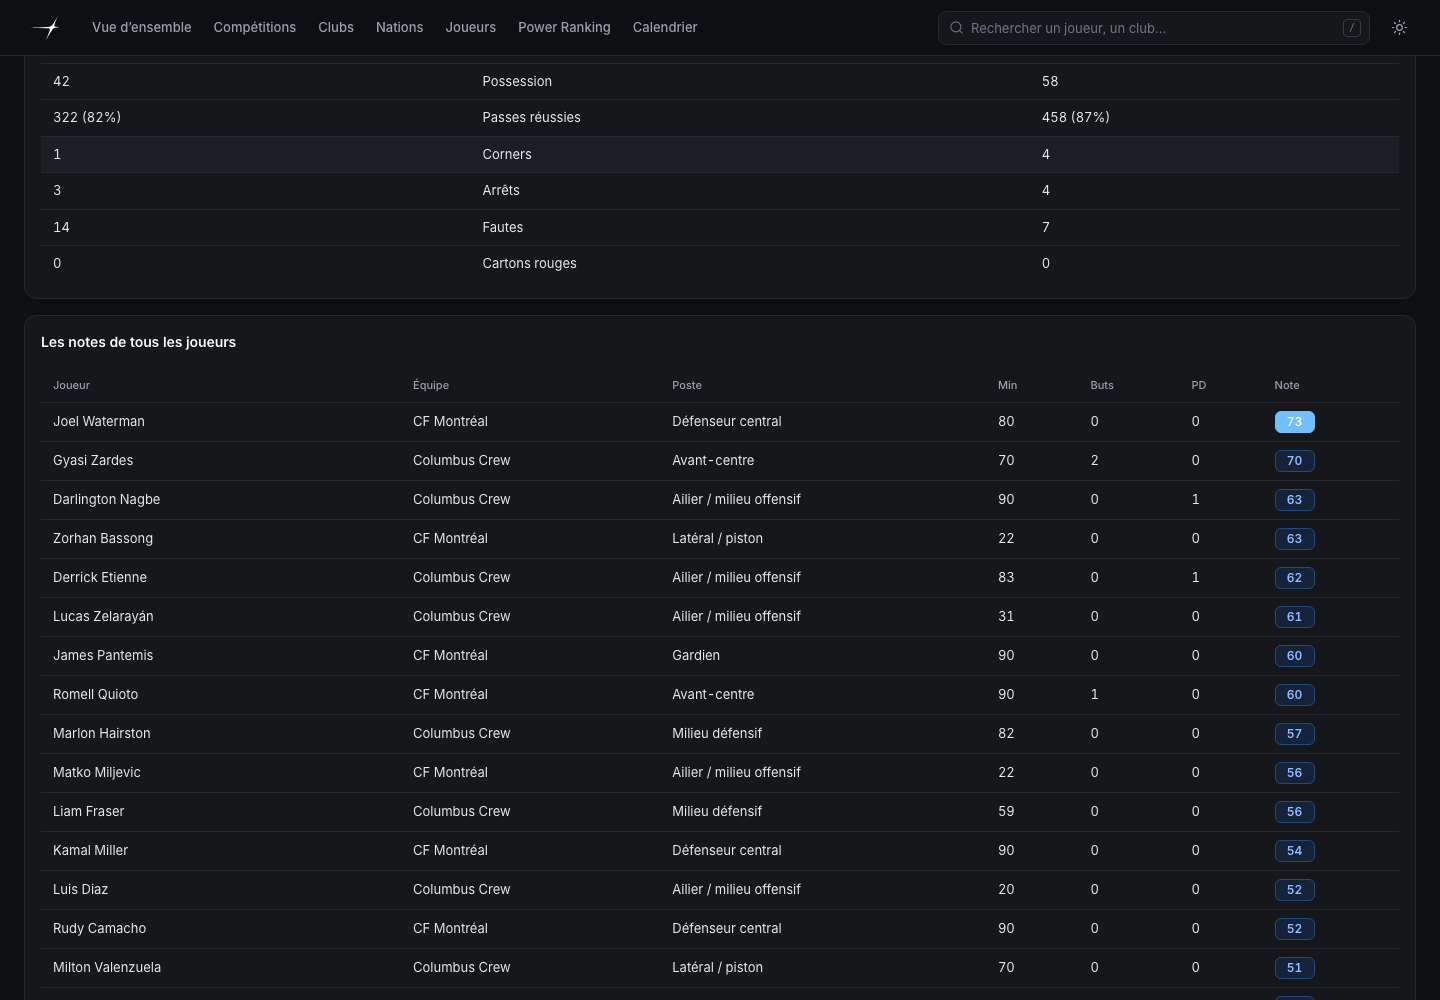 Vue d’ensemble Compétitions Clubs Nations Joueurs Power Ranking Calendrier Rechercher un joueur, un club... /
42 Possession 58
322 (82%) Passes réussies 458 (87%)
1 Corners 4
3 Arrêts 4
14 Fautes 7
0 Cartons rouges 0
Les notes de tous les joueurs
Joueur Équipe Poste Min Buts PD Note
Joel Waterman CF Montréal Défenseur central 80 0 0 73
Gyasi Zardes Columbus Crew Avant-centre 70 2 0 70
Darlington Nagbe Columbus Crew Ailier / milieu offensif 90 0 1 63
Zorhan Bassong CF Montréal Latéral / piston 22 0 0 63
Derrick Etienne Columbus Crew Ailier / milieu offensif 83 0 1 62
Lucas Zelarayán Columbus Crew Ailier / milieu offensif 31 0 0 61
James Pantemis CF Montréal Gardien 90 0 0 60
Romell Quioto CF Montréal Avant-centre 90 1 0 60
Marlon Hairston Columbus Crew Milieu défensif 82 0 0 57
Matko Miljevic CF Montréal Ailier / milieu offensif 22 0 0 56
Liam Fraser Columbus Crew Milieu défensif 59 0 0 56
Kamal Miller CF Montréal Défenseur central 90 0 0 54
Luis Diaz Columbus Crew Ailier / milieu offensif 20 0 0 52
Rudy Camacho CF Montréal Défenseur central 90 0 0 52
Milton Valenzuela Columbus Crew Latéral / piston 70 0 0 51